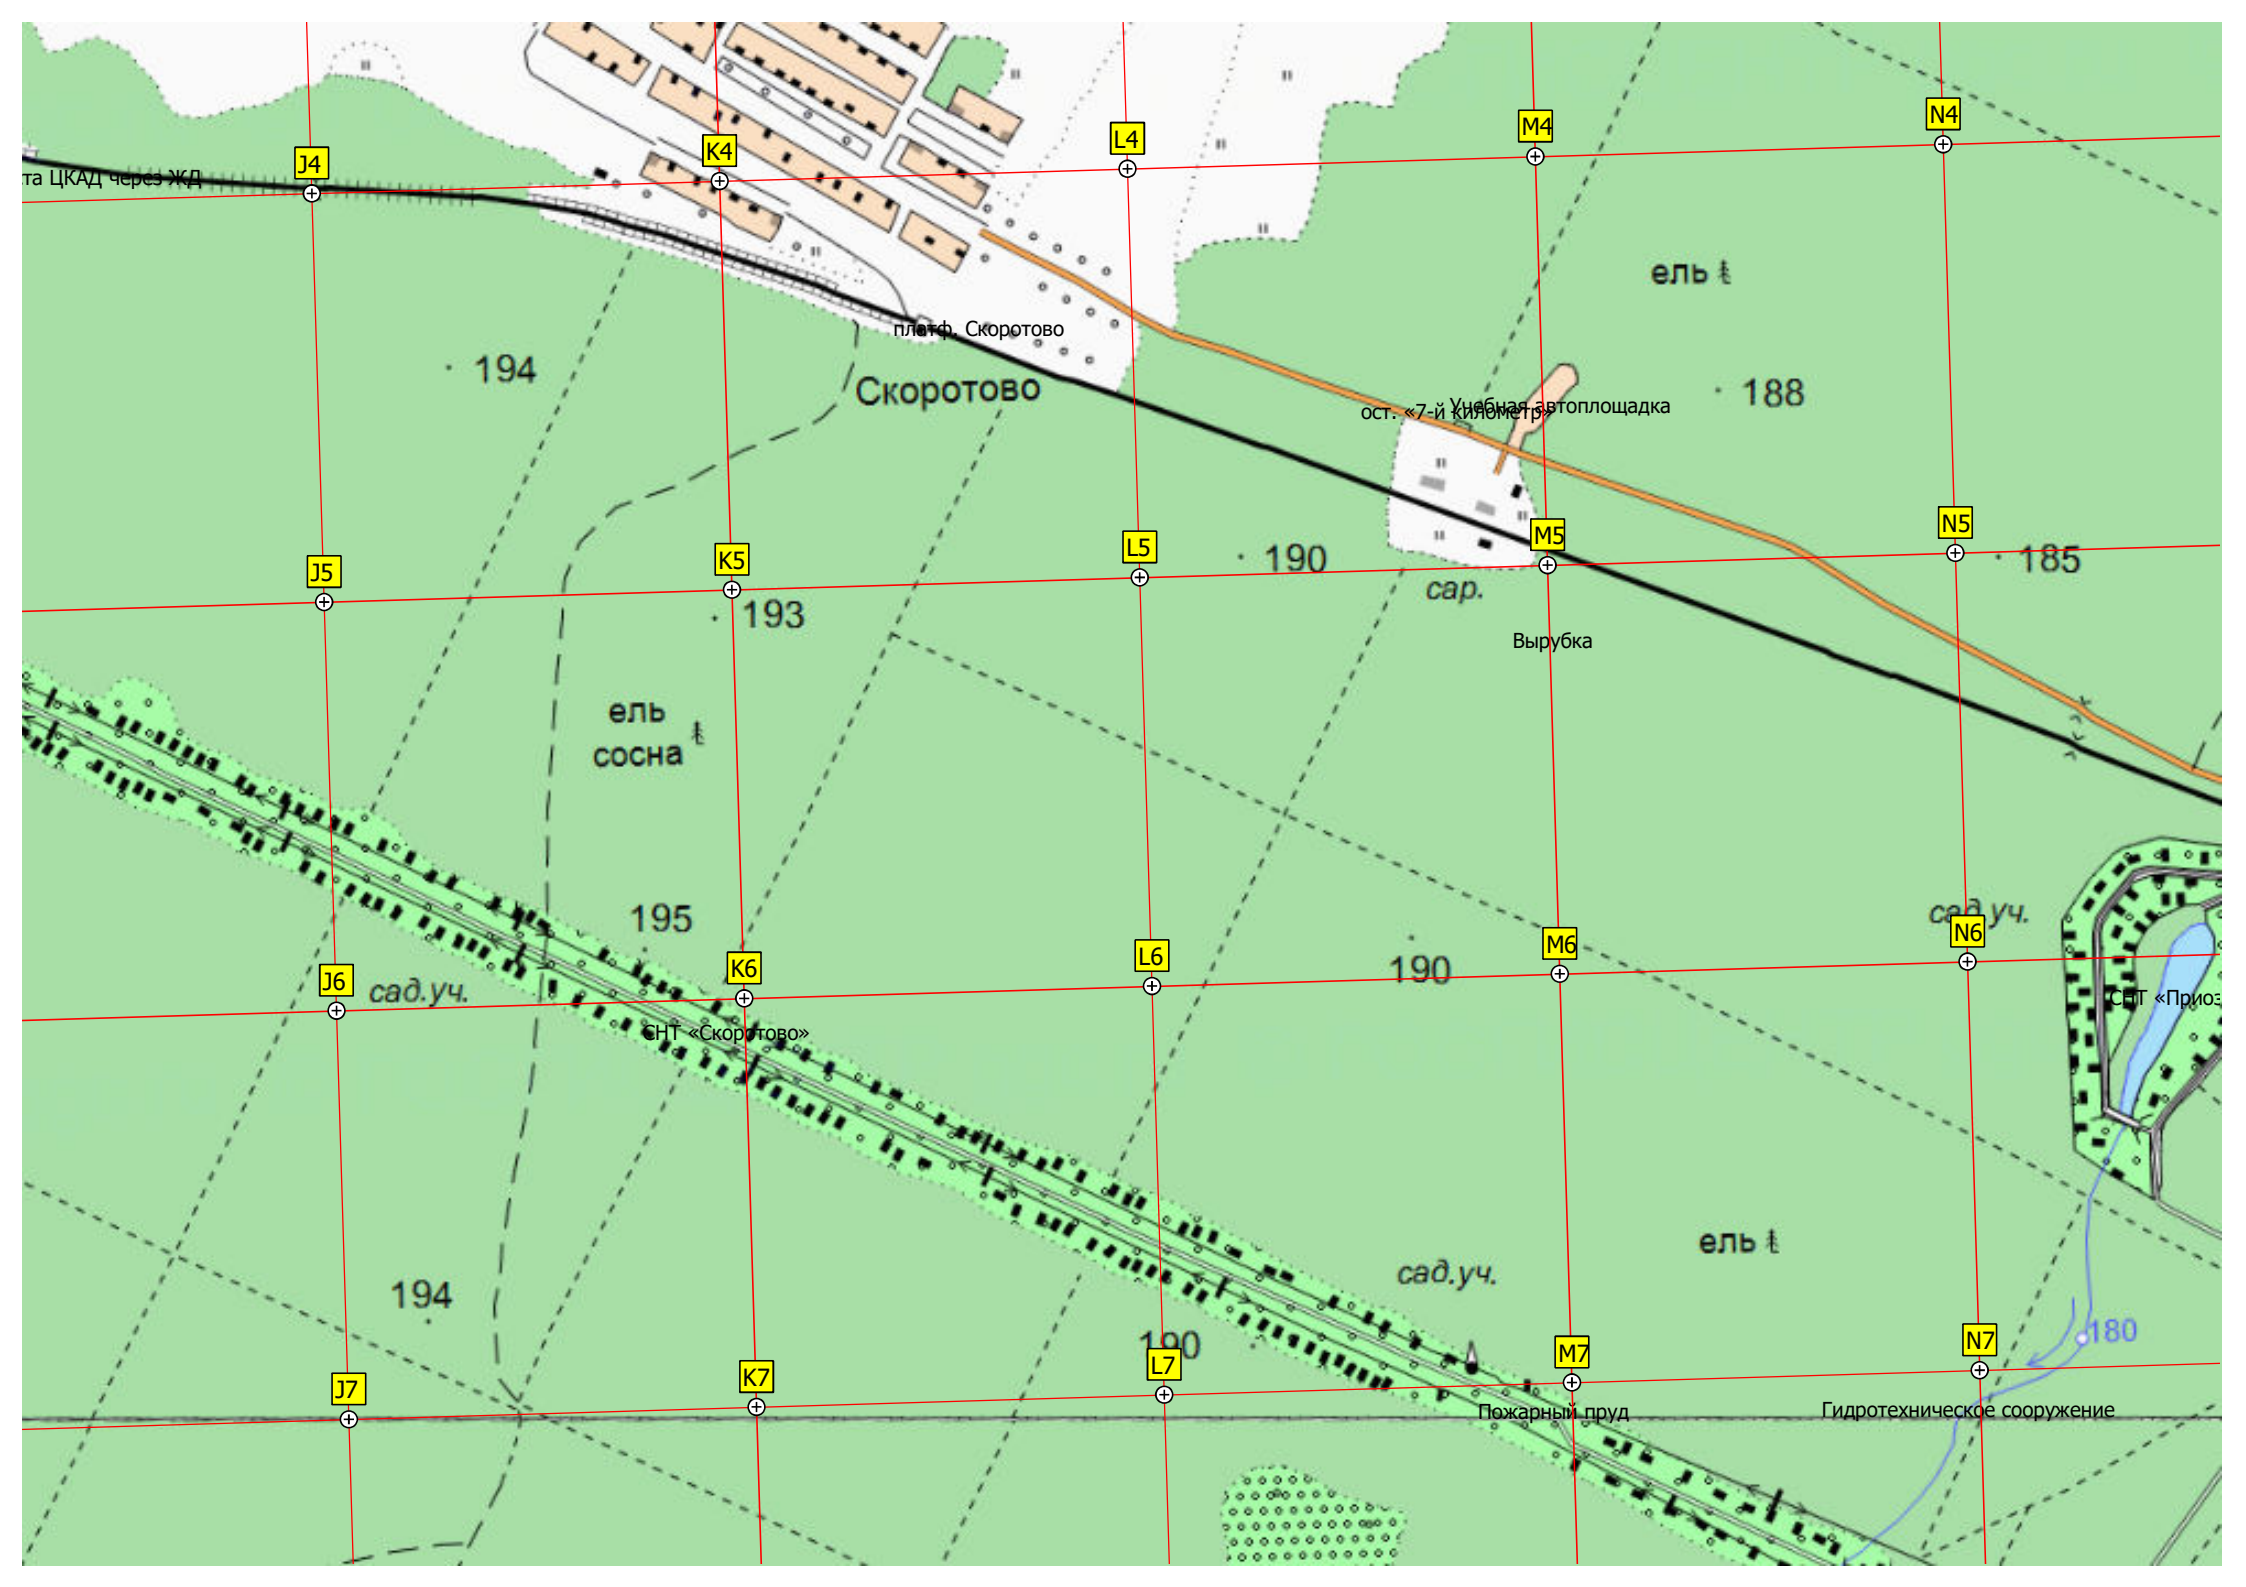 N4
M4
L4
K4
J4
та ЦКАД через ЖД
ель
платф. Скоротово
194
Скоротово
188
Учебная автоплощадка
ост. «7-й километр»
N5
M5
L5
K5
J5
190
185
сар.
193
Вырубка
ель
сосна
195
сад.уч.
N6
M6
L6
K6
J6
190
сад.уч.
СНТ «Приоз
СНТ «Скоротово»
ель
сад.уч.
194
180
190
N7
M7
L7
K7
J7
Пожарный пруд
Гидротехническое сооружение